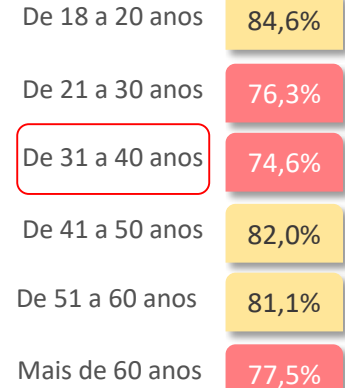 De 18 a 20 anos 84,6%
De 21 a 30 anos 76,3%
De 31 a 40 anos 74,6%
De 41 a 50 anos 82,0%
De 51 a 60 anos 81,1%
Mais de 60 anos 77,5%